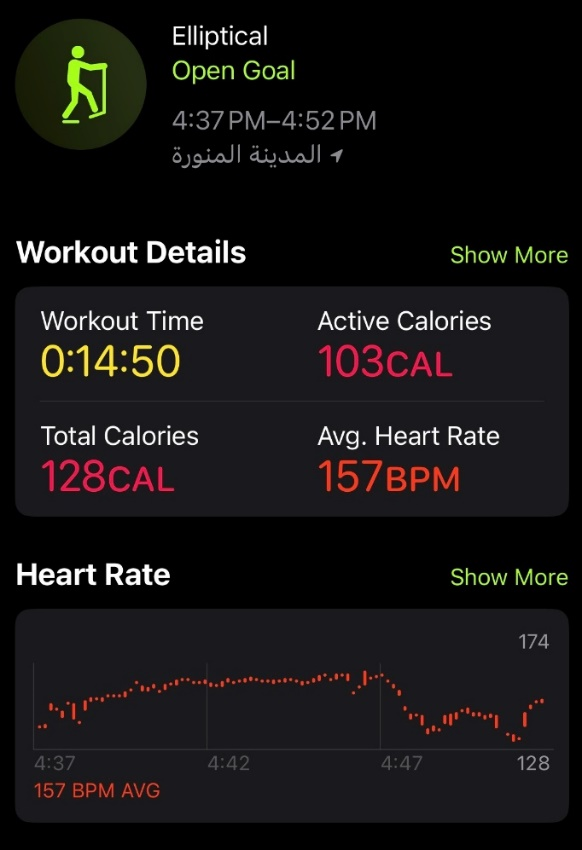 Elliptical
Open Goal
4:37 PM–4:52 PM
المدينة المنورة
Workout Details
Show More
Workout Time
Active Calories
0:14:50
103CAL
Total Calories
Avg. Heart Rate
128CAL
157BPM
Heart Rate
Show More
174
4:37
4:42
4:47
128
157 BPM AVG